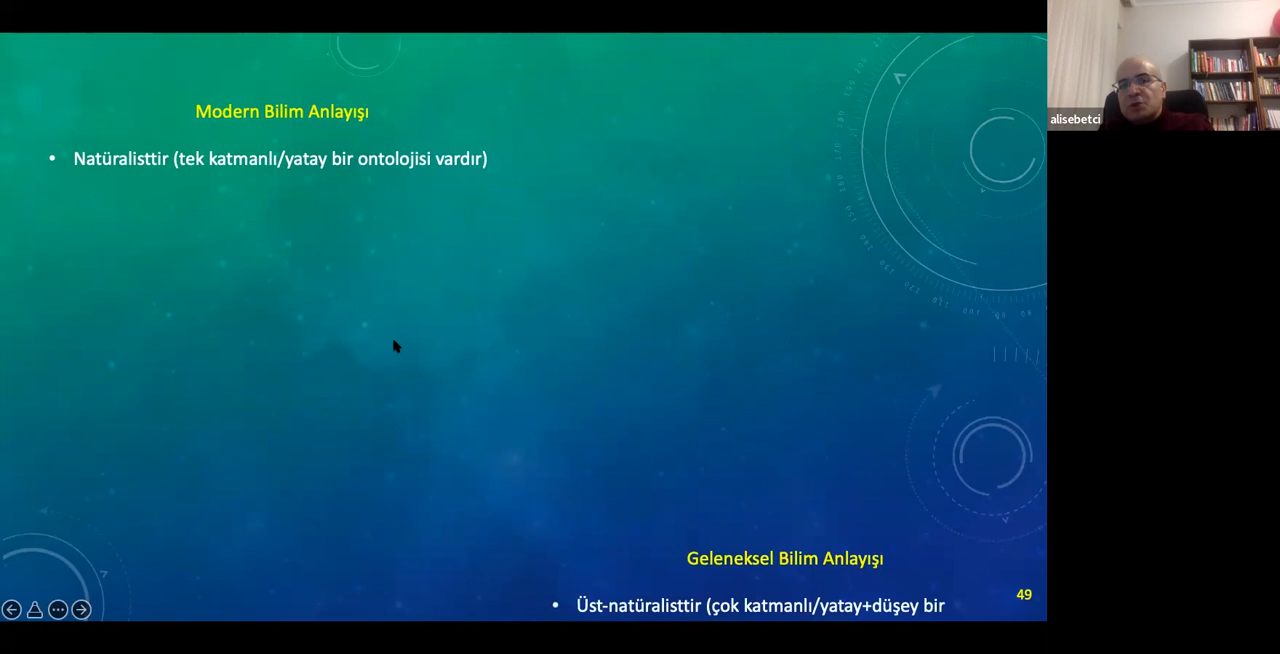 Modern Bilim Anlayışı
• Natüralisttir (tek katmanlı/yatay bir ontolojisi vardır)
alisebetci
Geleneksel Bilim Anlayışı
• Üst-natüralisttir (çok katmanlı/yatay+düşey bir
49